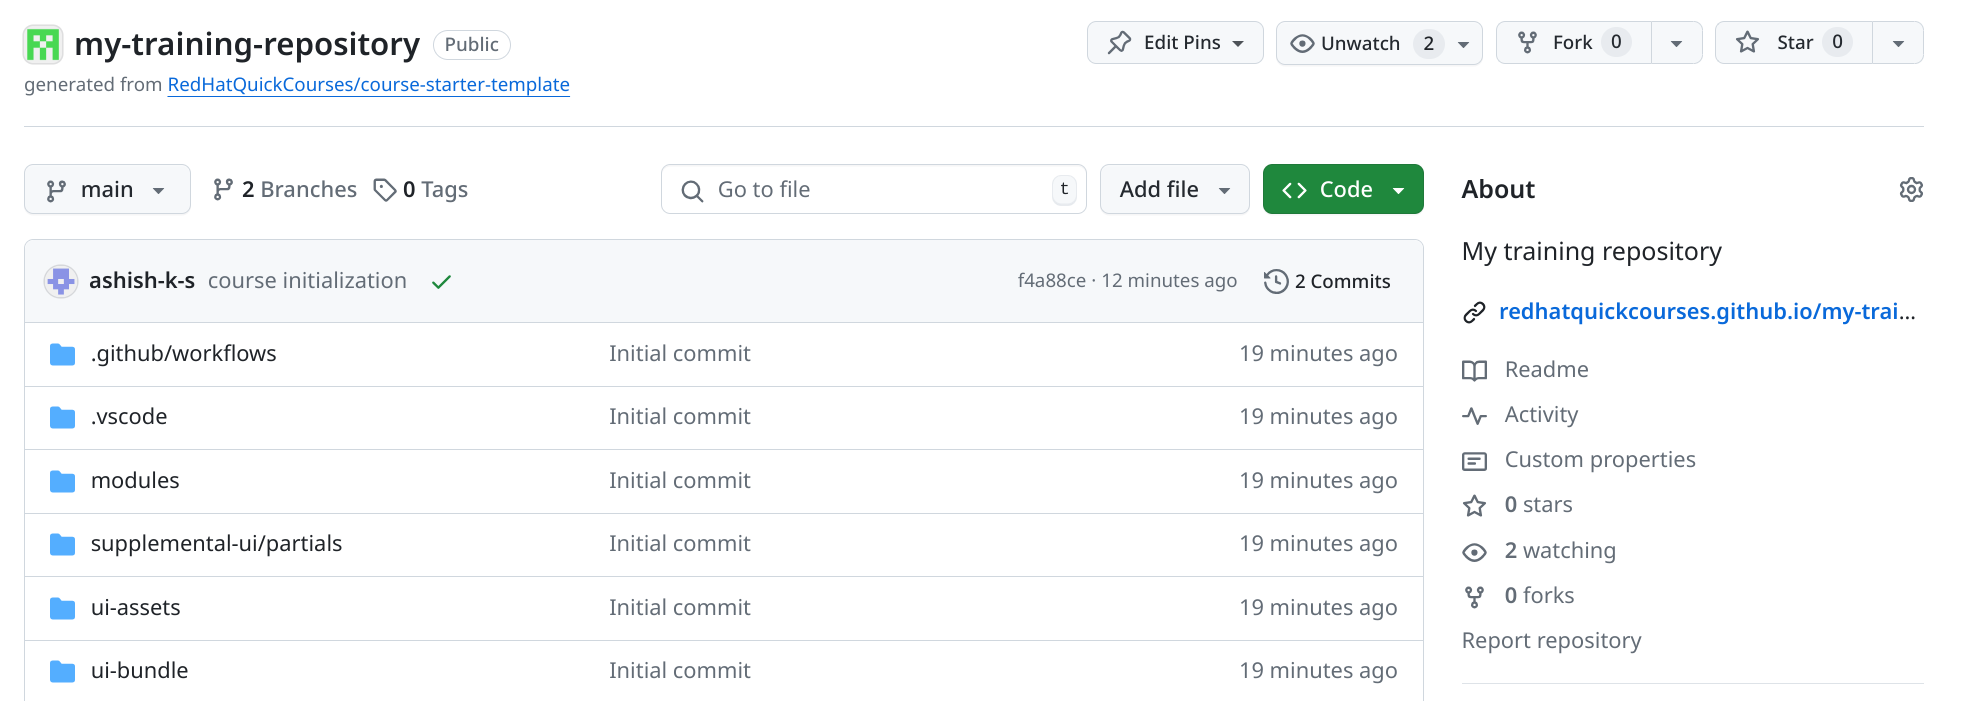 my-training-repository Public
Edit Pins Unwatch 2 Fork 0 Star 0
generated from RedHatQuickCourses/course-starter-template
main 2 Branches 0 Tags Go to file t Add file Code
ashish-k-s course initialization f4a88ce · 12 minutes ago 2 Commits
.github/workflows Initial commit 19 minutes ago
.vscode Initial commit 19 minutes ago
modules Initial commit 19 minutes ago
supplemental-ui/partials Initial commit 19 minutes ago
ui-assets Initial commit 19 minutes ago
ui-bundle Initial commit 19 minutes ago
About
My training repository
redhatquickcourses.github.io/my-trai...
Readme
Activity
Custom properties
0 stars
2 watching
0 forks
Report repository